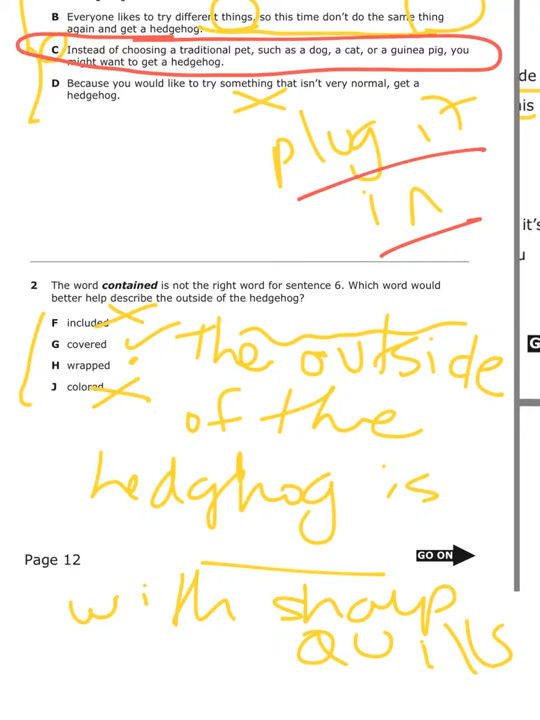 B Everyone likes to try different things, so this time don't do the same thing
again and get a hedgehog.
C Instead of choosing a traditional pet, such as a dog, a cat, or a guinea pig, you
might want to get a hedgehog.
D Because you would like to try something that isn't very normal, get a
hedgehog.
de
his
plug it
in
it's
u
2 The word contained is not the right word for sentence 6. Which word would
better help describe the outside of the hedgehog?
F included
G covered
H wrapped
J colored
G
the outside
of the
hedghog is
with sharp
quills
Page 12
GO ON